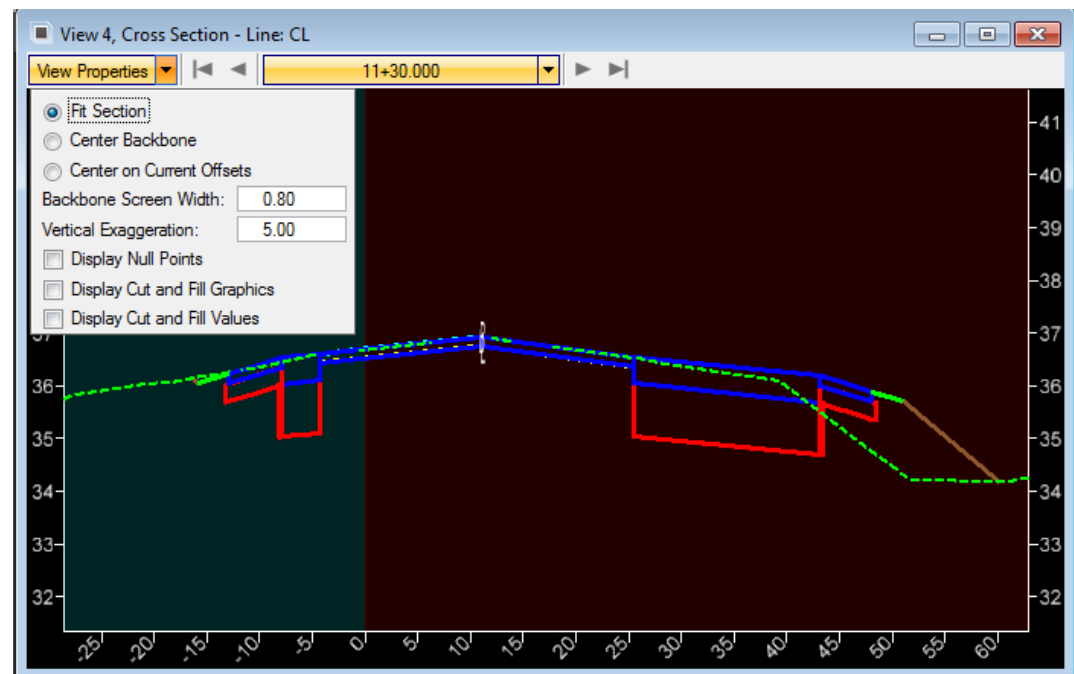 View 4, Cross Section - Line: CL
View Properties 11+30.000
Fit Section
Center Backbone
Center on Current Offsets
Backbone Screen Width: 0.80
Vertical Exaggeration: 5.00
Display Null Points
Display Cut and Fill Graphics
Display Cut and Fill Values
37
36
35
34
33
32
41
40
39
38
37
36
35
34
33
32
-25 -20 -15 -10 -5 0 5 10 15 20 25 30 35 40 45 50 55 60